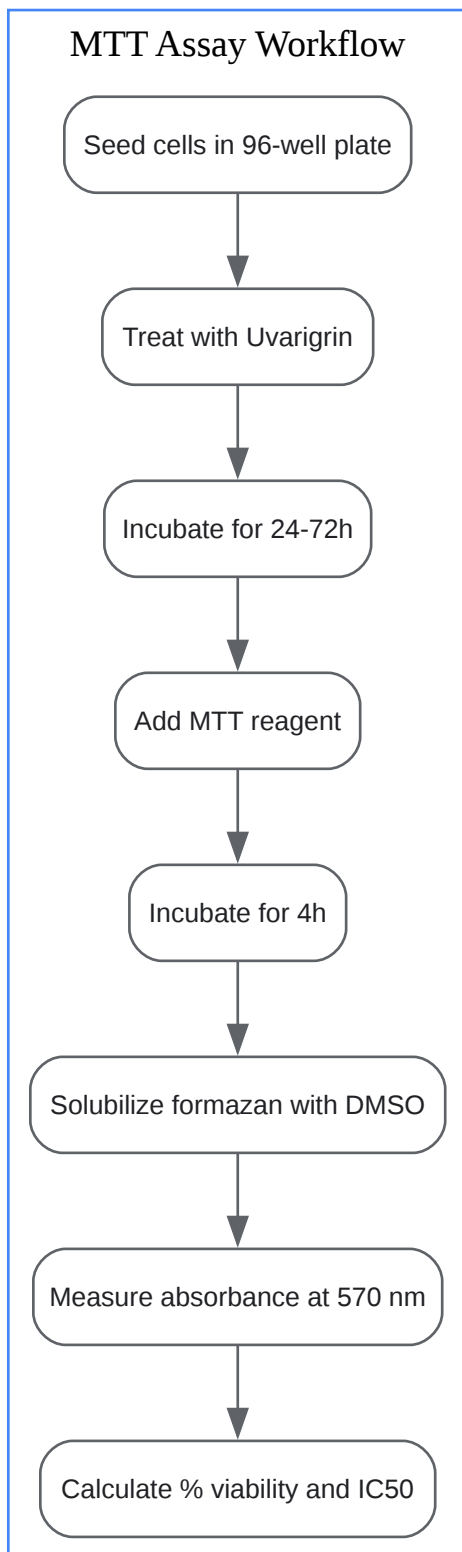 MTT Assay Workflow
Seed cells in 96-well plate
Treat with Uvarigrin
Incubate for 24-72h
Add MTT reagent
Incubate for 4h
Solubilize formazan with DMSO
Measure absorbance at 570 nm
Calculate % viability and IC50